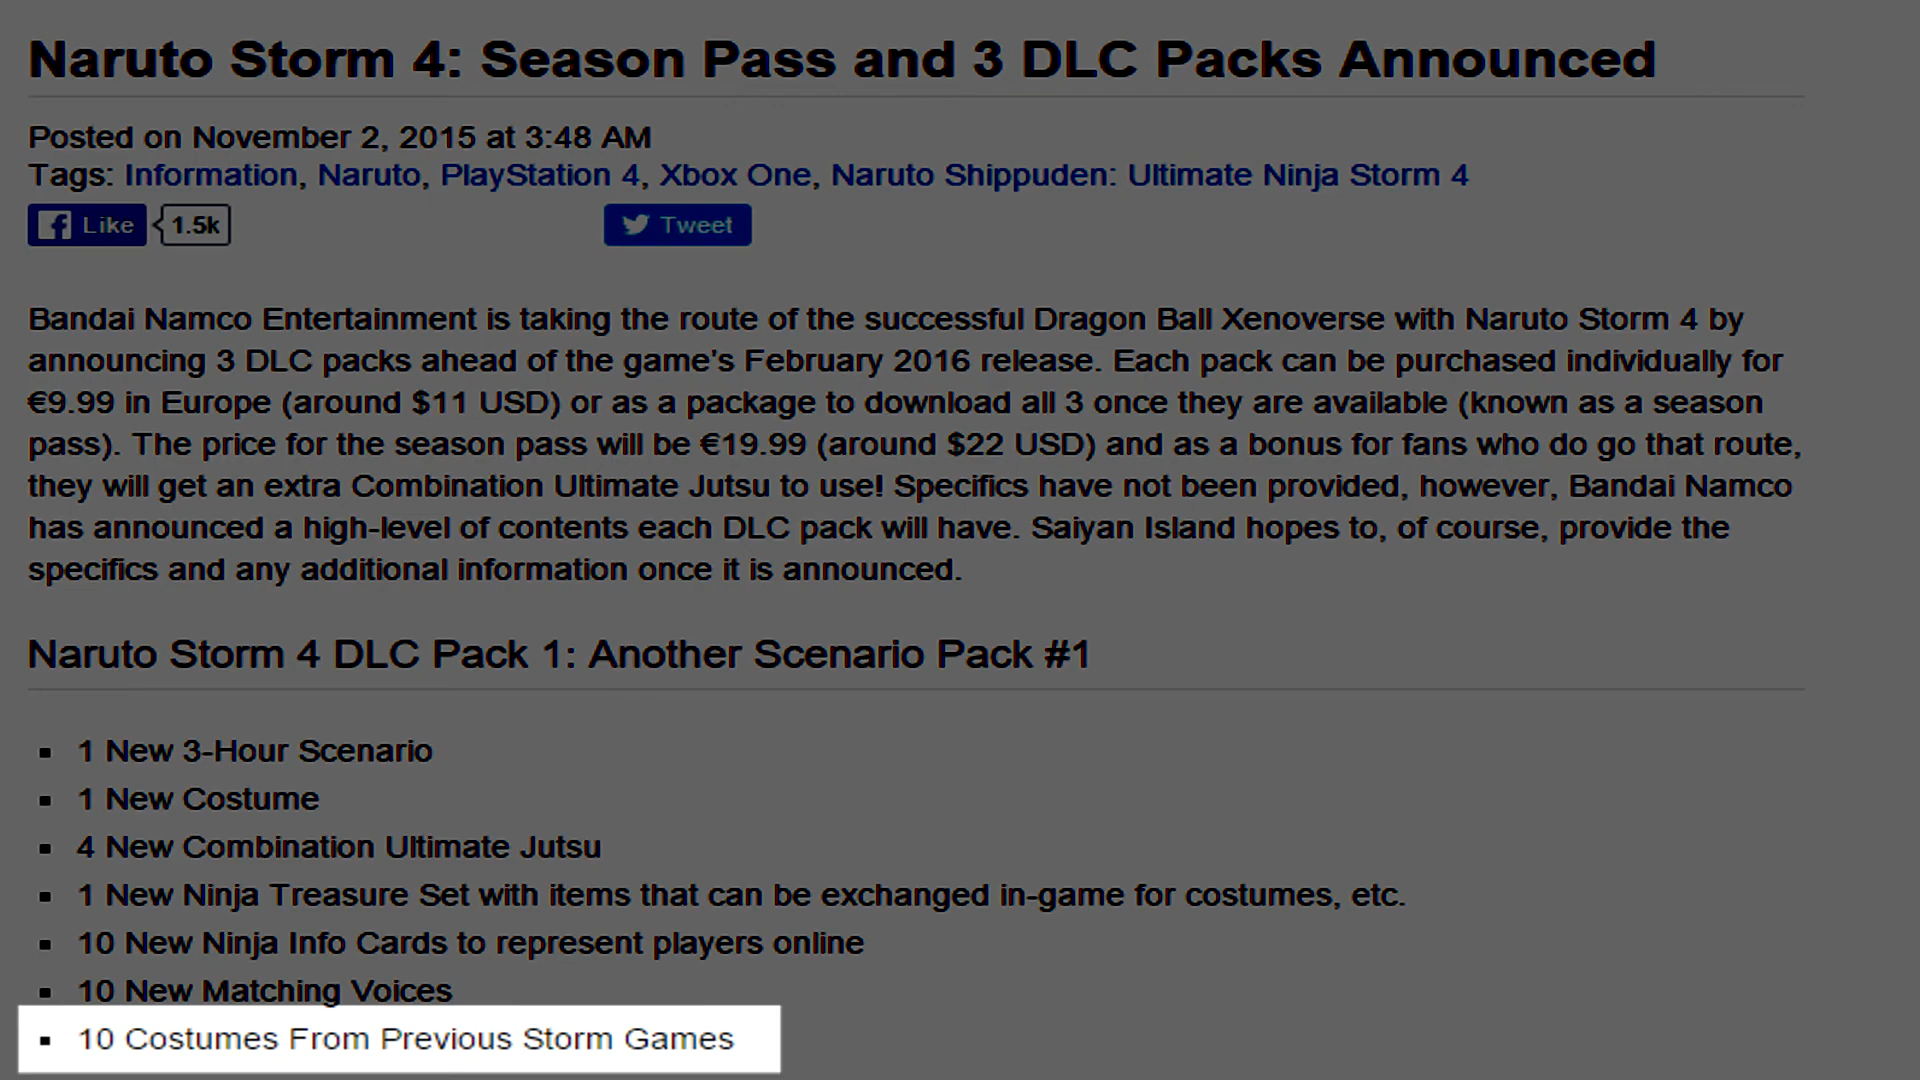 Naruto Storm 4: Season Pass and 3 DLC Packs Announced
Posted on November 2, 2015 at 3:48 AM
Tags: Information, Naruto, PlayStation 4, Xbox One, Naruto Shippuden: Ultimate Ninja Storm 4
Like 1.5k Tweet
Bandai Namco Entertainment is taking the route of the successful Dragon Ball Xenoverse with Naruto Storm 4 by
announcing 3 DLC packs ahead of the game's February 2016 release. Each pack can be purchased individually for
€9.99 in Europe (around $11 USD) or as a package to download all 3 once they are available (known as a season
pass). The price for the season pass will be €19.99 (around $22 USD) and as a bonus for fans who do go that route,
they will get an extra Combination Ultimate Jutsu to use! Specifics have not been provided, however, Bandai Namco
has announced a high-level of contents each DLC pack will have. Saiyan Island hopes to, of course, provide the
specifics and any additional information once it is announced.
Naruto Storm 4 DLC Pack 1: Another Scenario Pack #1
▪ 1 New 3-Hour Scenario
▪ 1 New Costume
▪ 4 New Combination Ultimate Jutsu
▪ 1 New Ninja Treasure Set with items that can be exchanged in-game for costumes, etc.
▪ 10 New Ninja Info Cards to represent players online
▪ 10 New Matching Voices
▪ 10 Costumes From Previous Storm Games